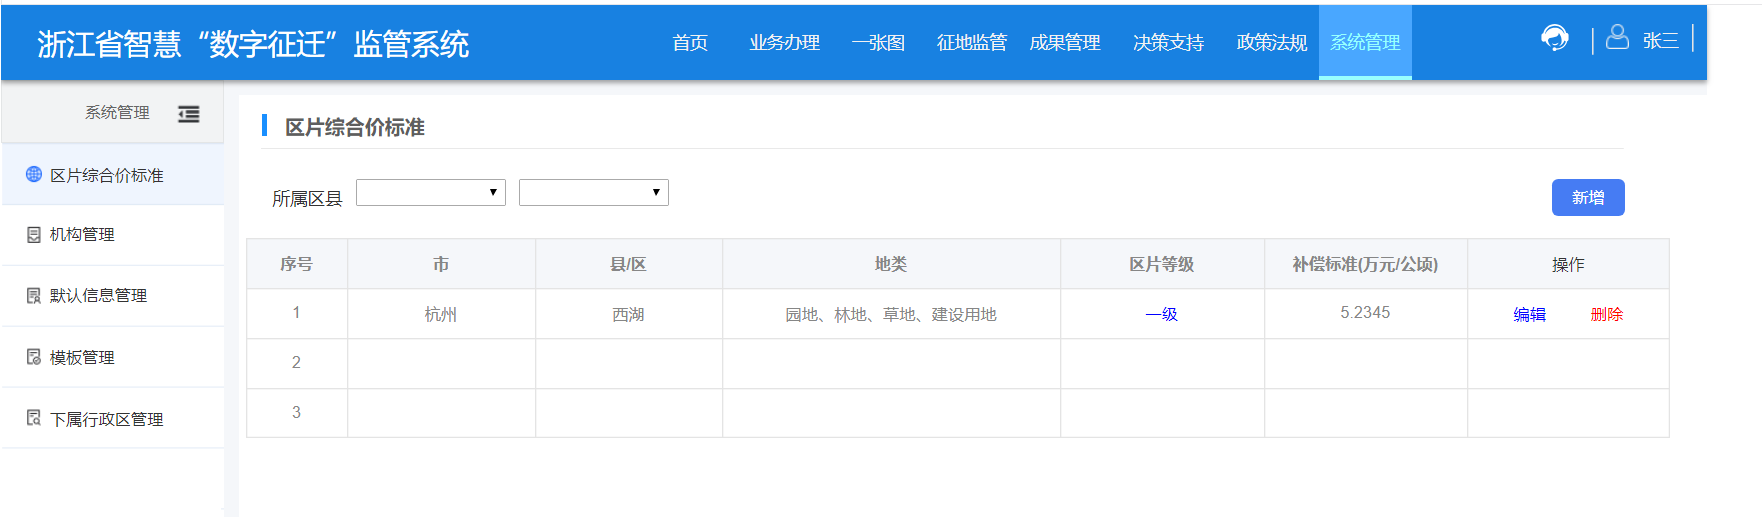 浙江省智慧“数字征迁”监管系统 首页 业务办理 一张图 征地监管 成果管理 决策支持 政策法规 系统管理 张三
系统管理
区片综合价标准
机构管理
默认信息管理
模板管理
下属行政区管理
区片综合价标准
所属区县 新增
序号 市 县/区 地类 区片等级 补偿标准(万元/公顷) 操作
1 杭州 西湖 园地、林地、草地、建设用地 一级 5.2345 编辑 删除
2
3